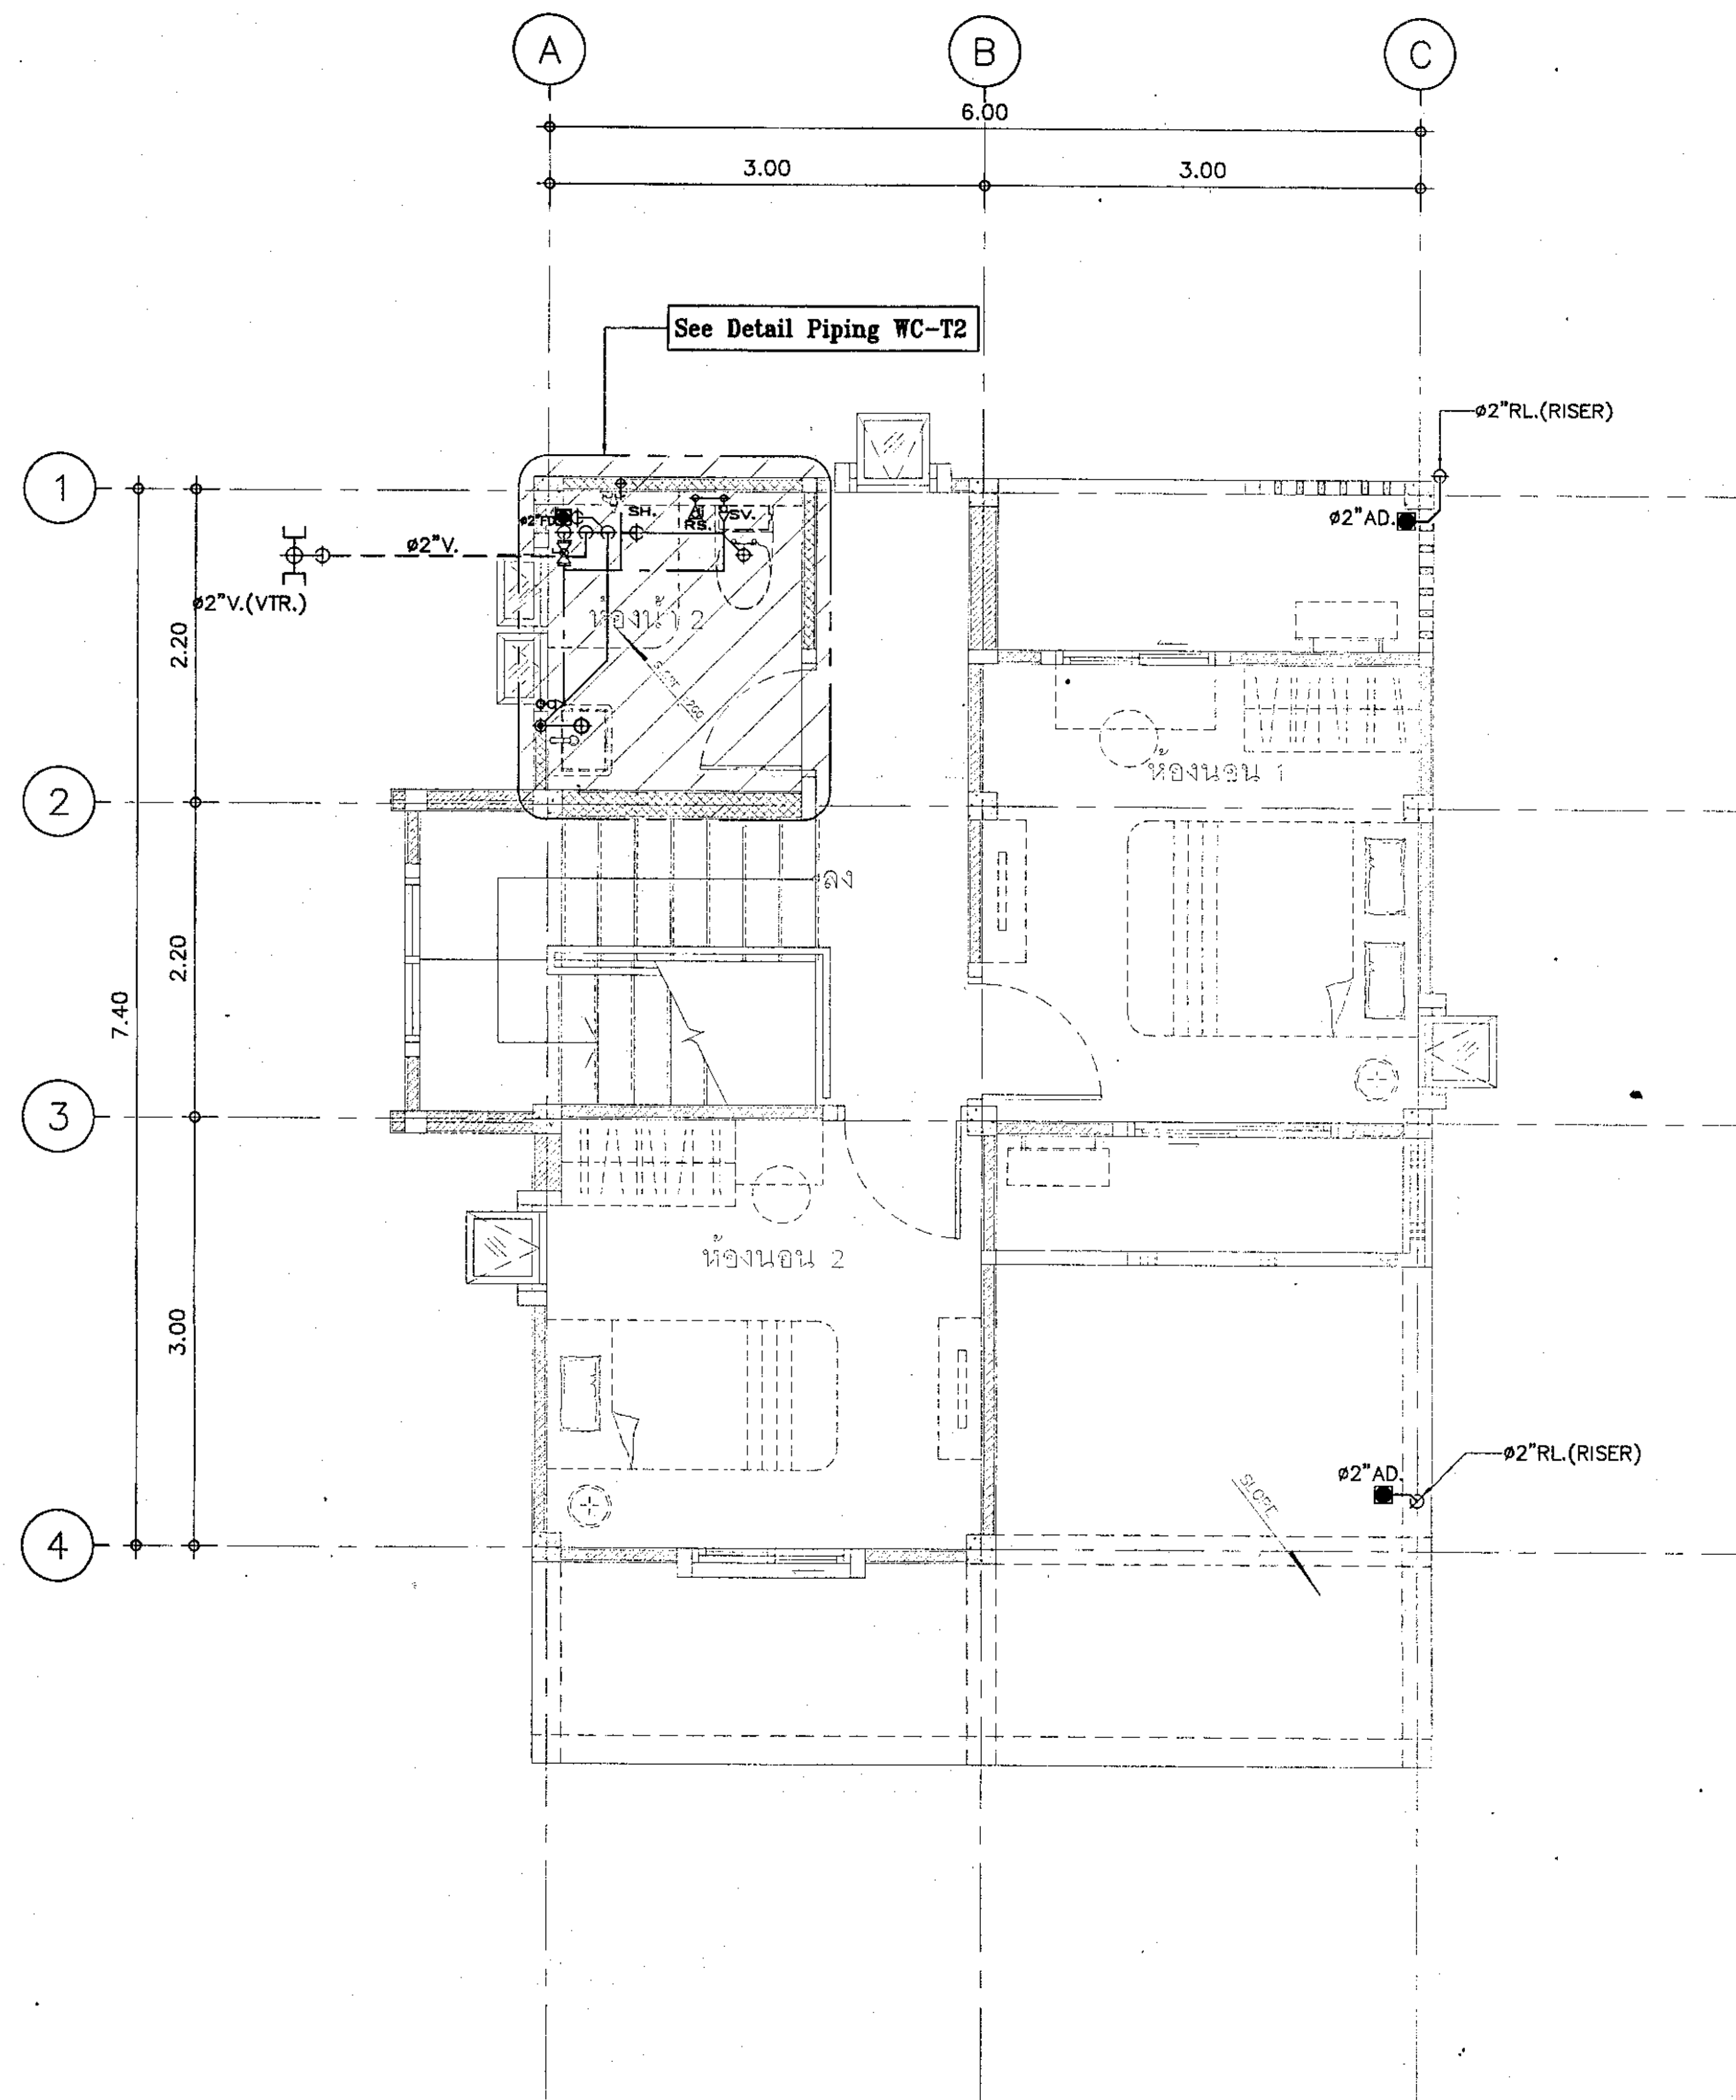 A
B
C
6.00
3.00
3.00
See Detail Piping WC-T2
ø2"RL.(RISER)
1
SH.
RS.
SV.
ø2"AD.
ø2"V.
ø2"V.(VTR.)
ห้องน้ำ 2
2.20
ห้องนอน 1
2
ลง
2.20
7.40
3
ห้องนอน 2
3.00
ø2"RL.(RISER)
ø2"AD.
SLOPE
4